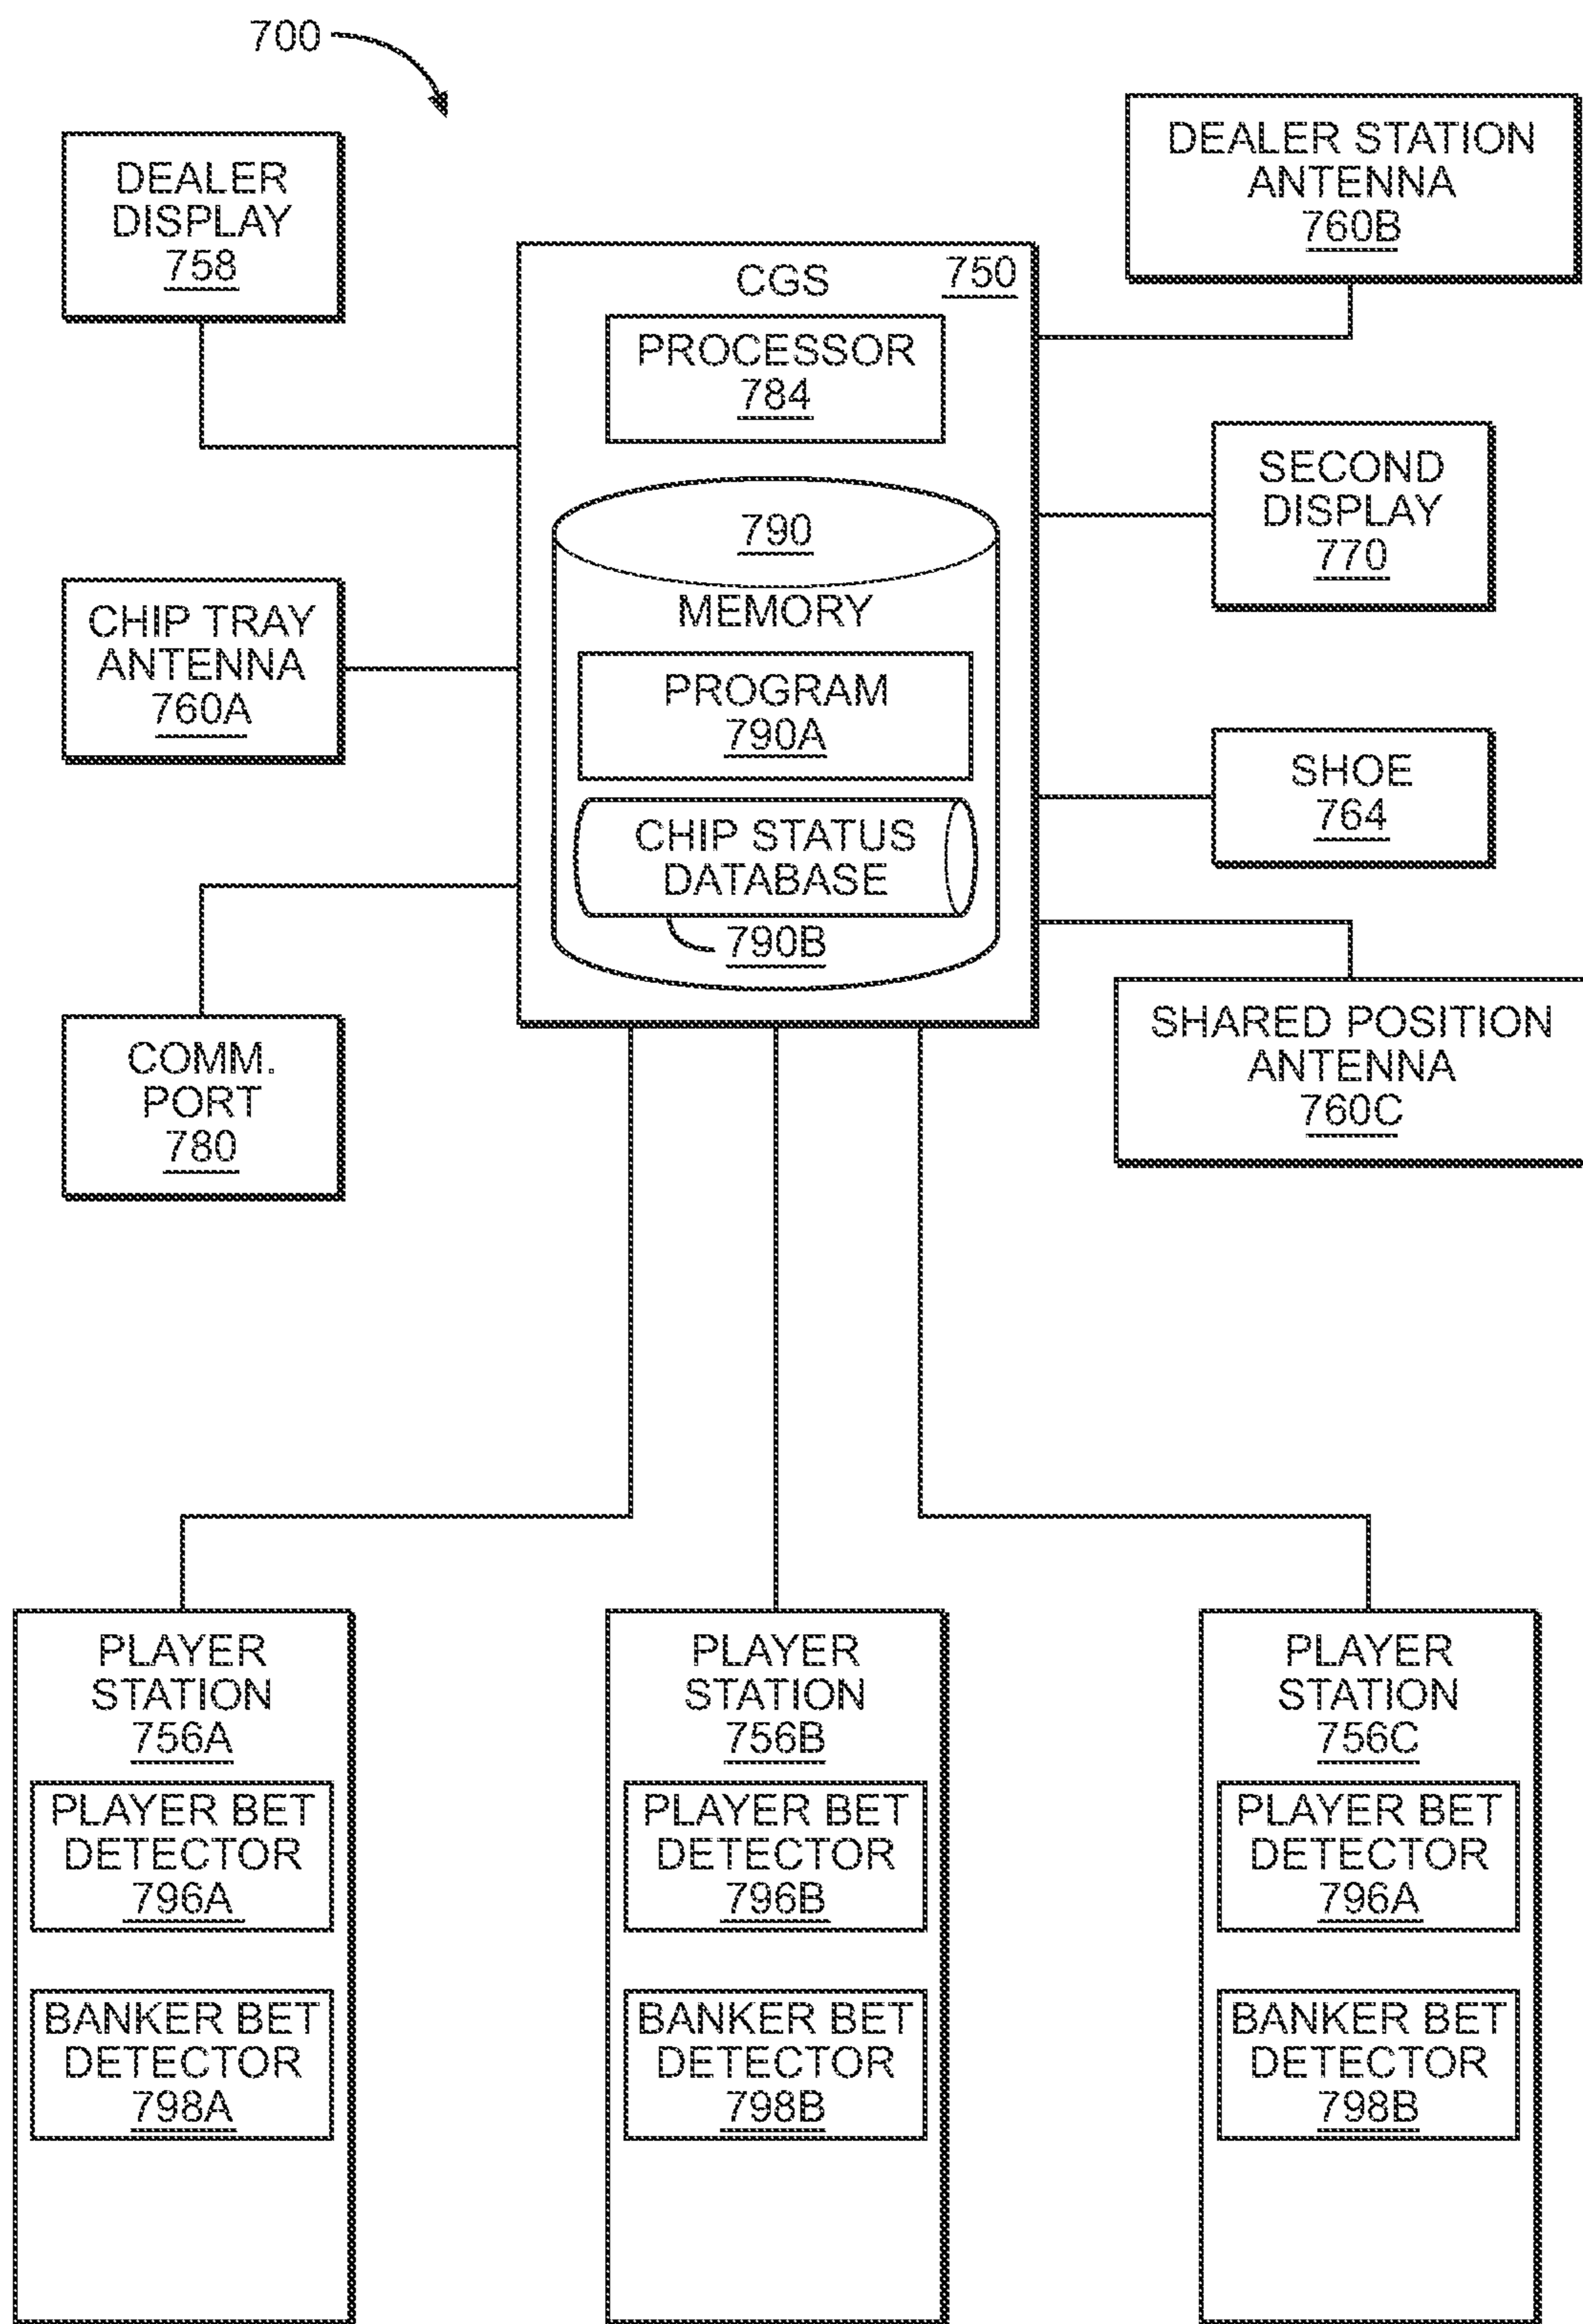 700
DEALER
DISPLAY
758
DEALER STATION
ANTENNA
760B
CGS
750
PROCESSOR
784
SECOND
DISPLAY
770
790
MEMORY
CHIP TRAY
ANTENNA
760A
PROGRAM
790A
SHOE
764
CHIP STATUS
DATABASE
790B
COMM.
PORT
780
SHARED POSITION
ANTENNA
760C
PLAYER
STATION
756A
PLAYER BET
DETECTOR
796A
BANKER BET
DETECTOR
798A
PLAYER
STATION
756B
PLAYER BET
DETECTOR
796B
BANKER BET
DETECTOR
798B
PLAYER
STATION
756C
PLAYER BET
DETECTOR
796A
BANKER BET
DETECTOR
798B